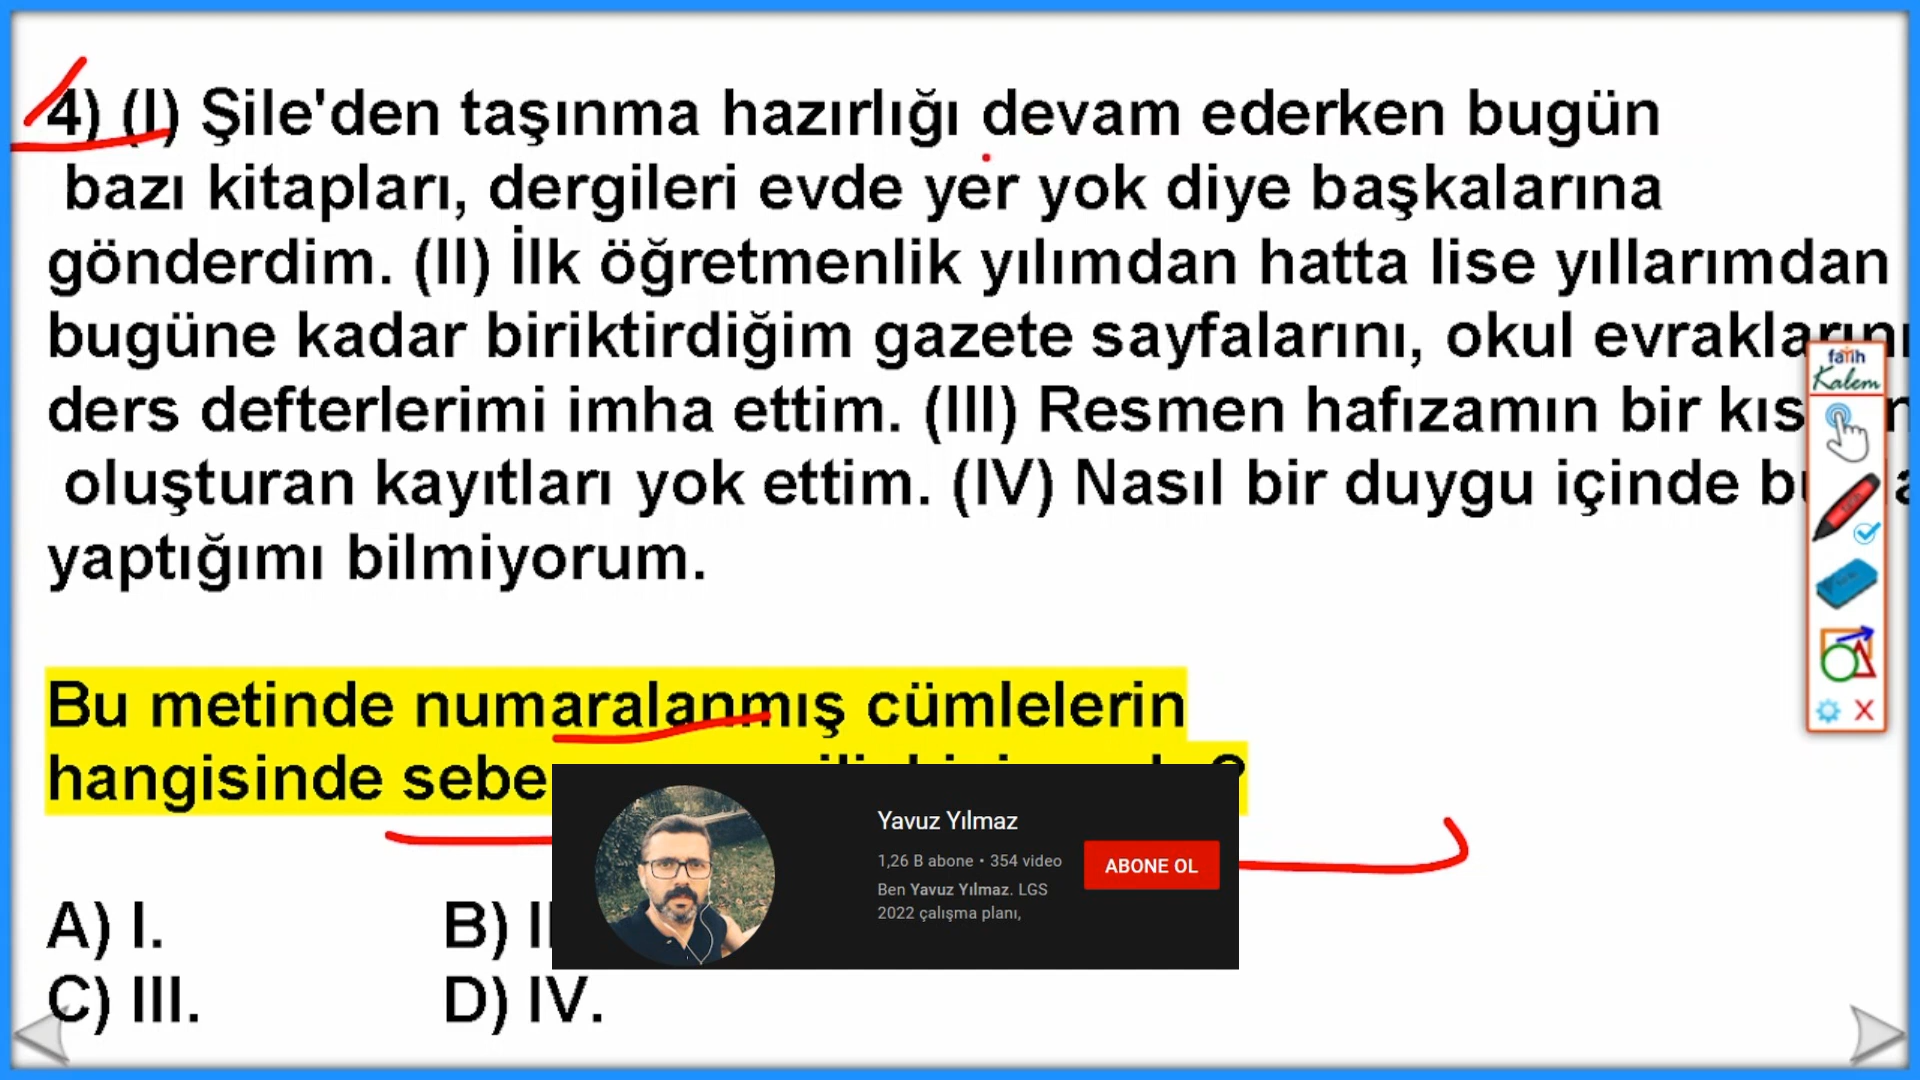 4) (I) Şile'den taşınma hazırlığı devam ederken bugün
bazı kitapları, dergileri evde yer yok diye başkalarına
gönderdim. (II) İlk öğretmenlik yılımdan hatta lise yıllarımdan
bugüne kadar biriktirdiğim gazete sayfalarını, okul evraklarını
ders defterlerimi imha ettim. (III) Resmen hafızamın bir
oluşturan kayıtları yok ettim. (IV) Nasıl bir duygu içinde
yaptığımı bilmiyorum.
fatih
Kalem
Bu metinde numaralanmış cümlelerin
hangisinde
Yavuz Yılmaz
1,26 B abone • 354 video
ABONE OL
Ben Yavuz Yılmaz. LGS
2022 çalışma planı,
A) I.
B)
C) III.
D) IV.